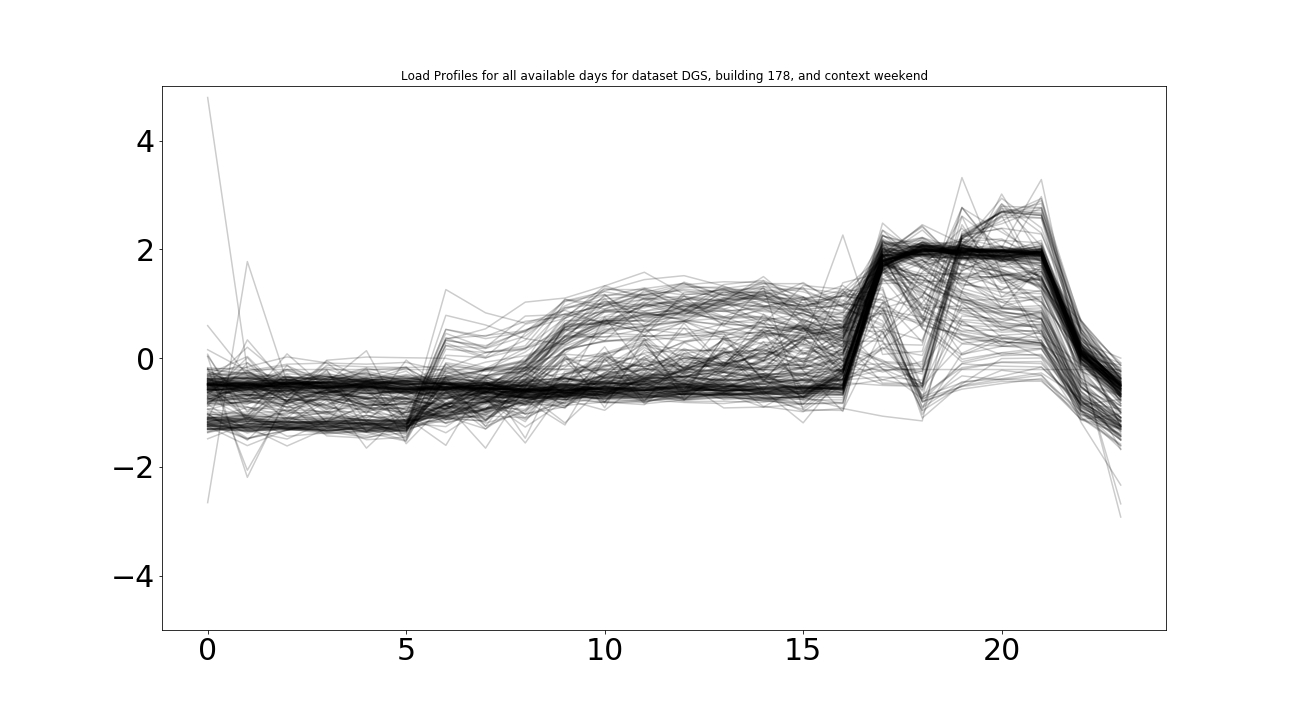 Load Profiles for all available days for dataset DGS, building 178, and context weekend
4
2
0
−2
−4
0 5 10 15 20